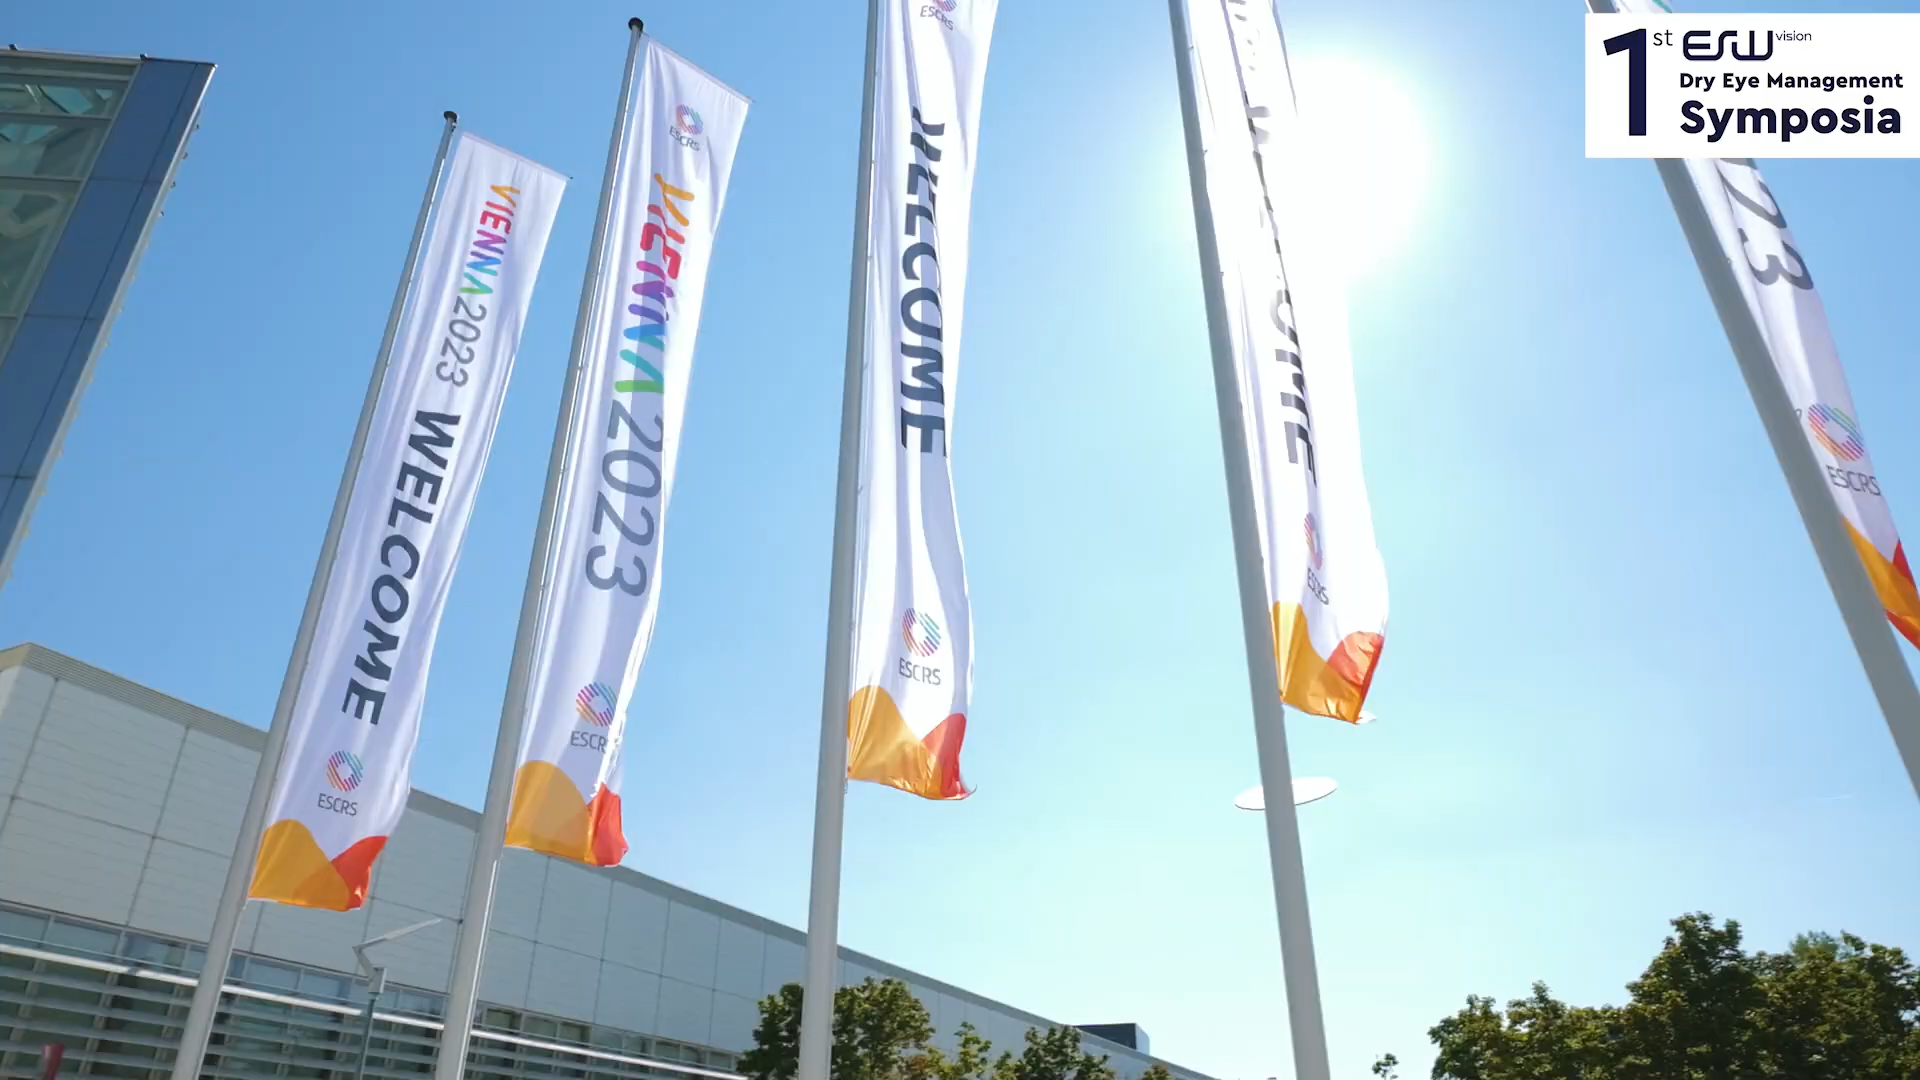 1st ESW vision
Dry Eye Management
Symposia
VIENNA 2023 WELCOME
ESCRS
ESCRS
VIENNA 2023
ESCRS
ESCRS
WELCOME
ESCRS
ESCRS
ESCRS